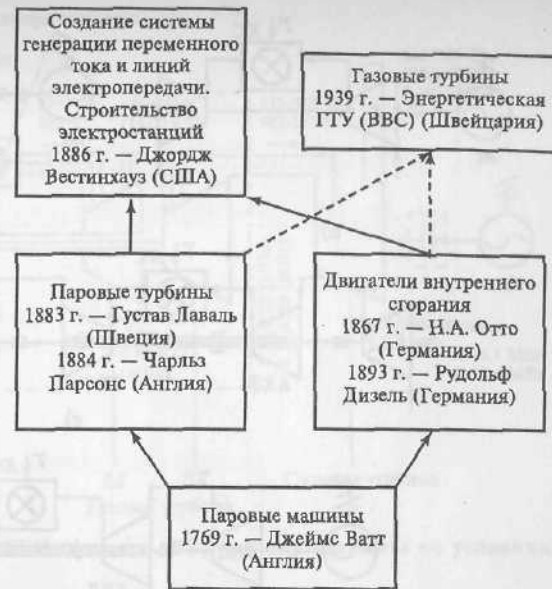 Создание системы
генерации переменного
тока и линий
электропередачи.
Строительство
электростанций
1886 г. — Джордж
Вестинхауз (США)
Газовые турбины
1939 г. — Энергетическая
ГТУ (ВВС) (Швейцария)
Паровые турбины
1883 г. — Густав Лаваль
(Швеция)
1884 г. — Чарльз
Парсонс (Англия)
Двигатели внутреннего
сгорания
1867 г. — Н.А. Отто
(Германия)
1893 г. — Рудольф
Дизель (Германия)
Паровые машины
1769 г. — Джеймс Ватт
(Англия)